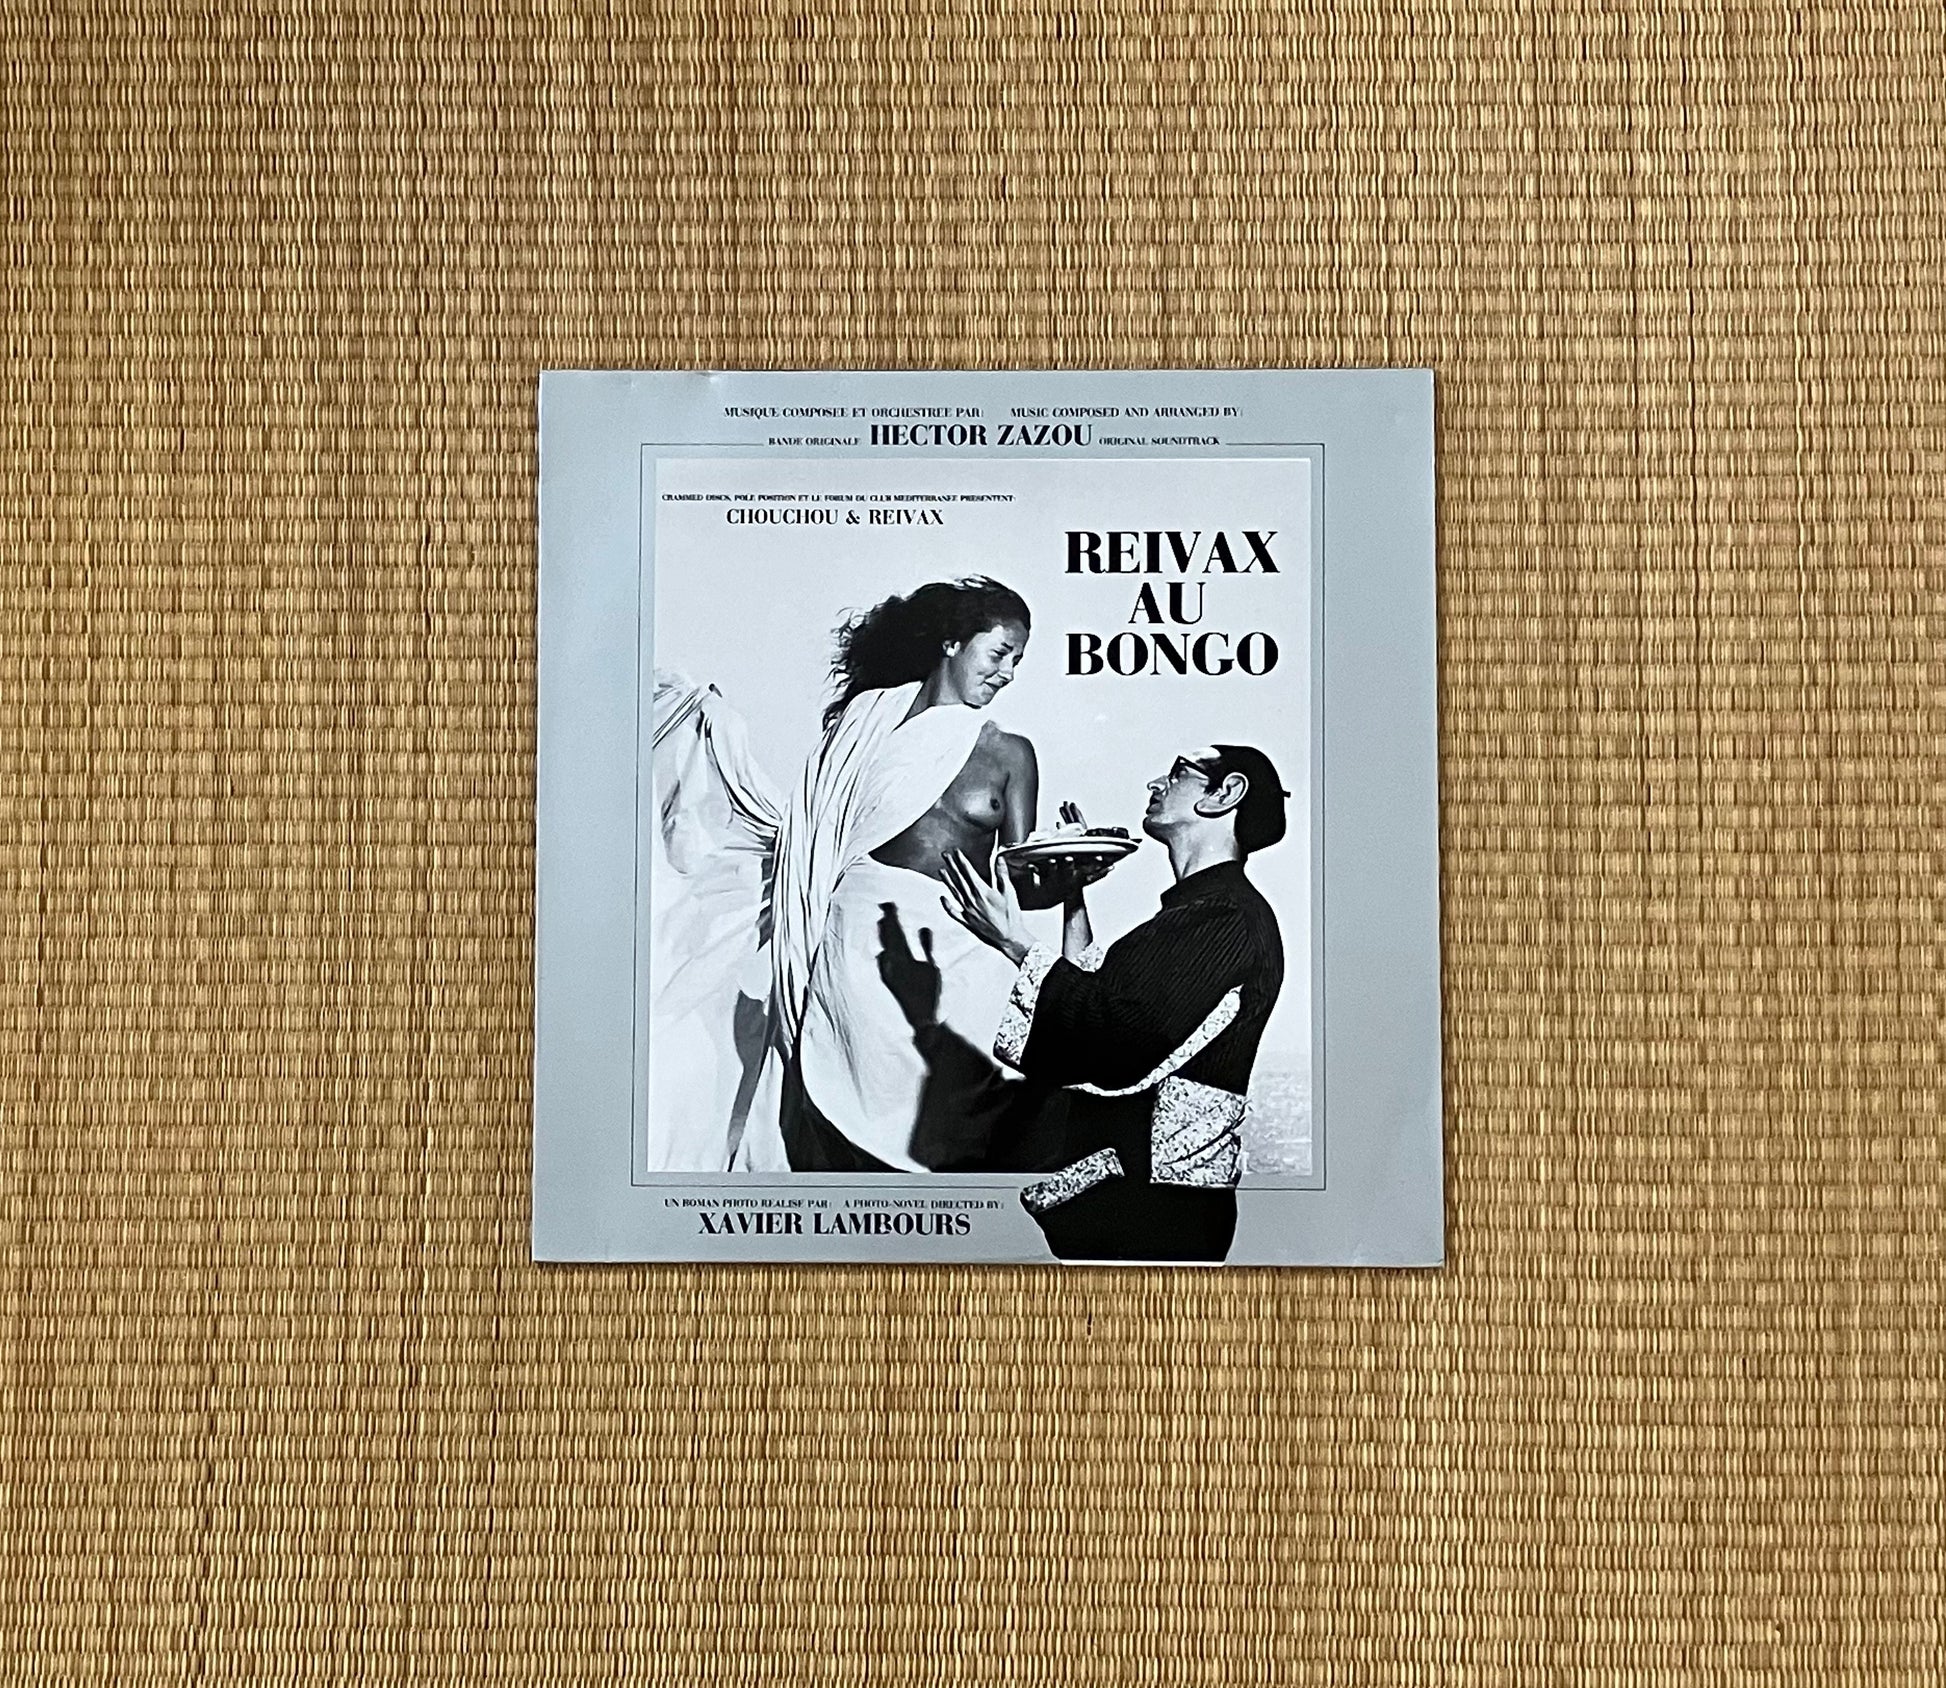 MUSIQUE COMPOSEE ET ORCHESTREE PAR: MUSIC COMPOSED AND ARRANGED BY:
BANDE ORIGINALE HECTOR ZAZOU ORIGINAL SOUNDTRACK
CRAMMED DISCS, POLE POSITION ET LE FORUM DU CLUB MEDITERRANEE PRESENTENT:
CHOUCHOU & REIVAX
REIVAX
AU
BONGO
UN ROMAN PHOTO REALISE PAR: A PHOTO-NOVEL DIRECTED BY:
XAVIER LAMBOURS